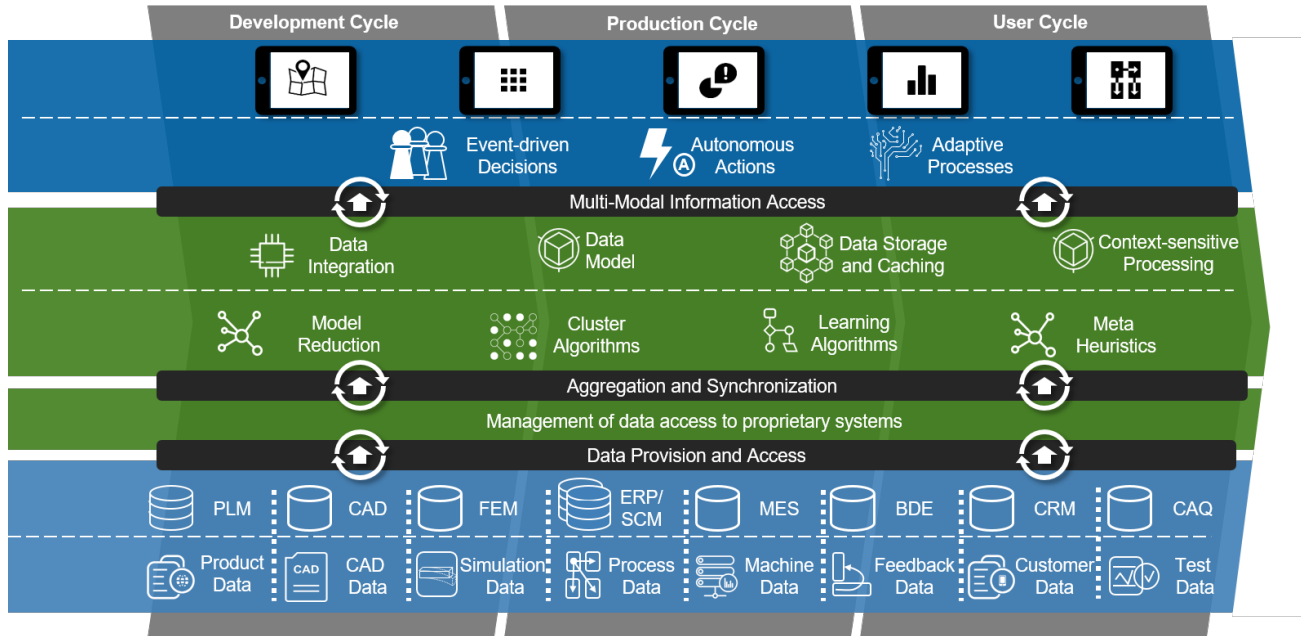 Development Cycle
Production Cycle
User Cycle
Event-driven
Decisions
Autonomous
Actions
A
Adaptive
Processes
Multi-Modal Information Access
Data
Integration
Data
Model
Data Storage
and Caching
Context-sensitive
Processing
Model
Reduction
Cluster
Algorithms
Learning
Algorithms
Meta
Heuristics
Aggregation and Synchronization
Management of data access to proprietary systems
Data Provision and Access
PLM
CAD
FEM
ERP/
SCM
MES
BDE
CRM
CAQ
Product
Data
CAD
CAD
Data
Simulation
Data
Process
Data
Machine
Data
Feedback
Data
Customer
Data
Test
Data